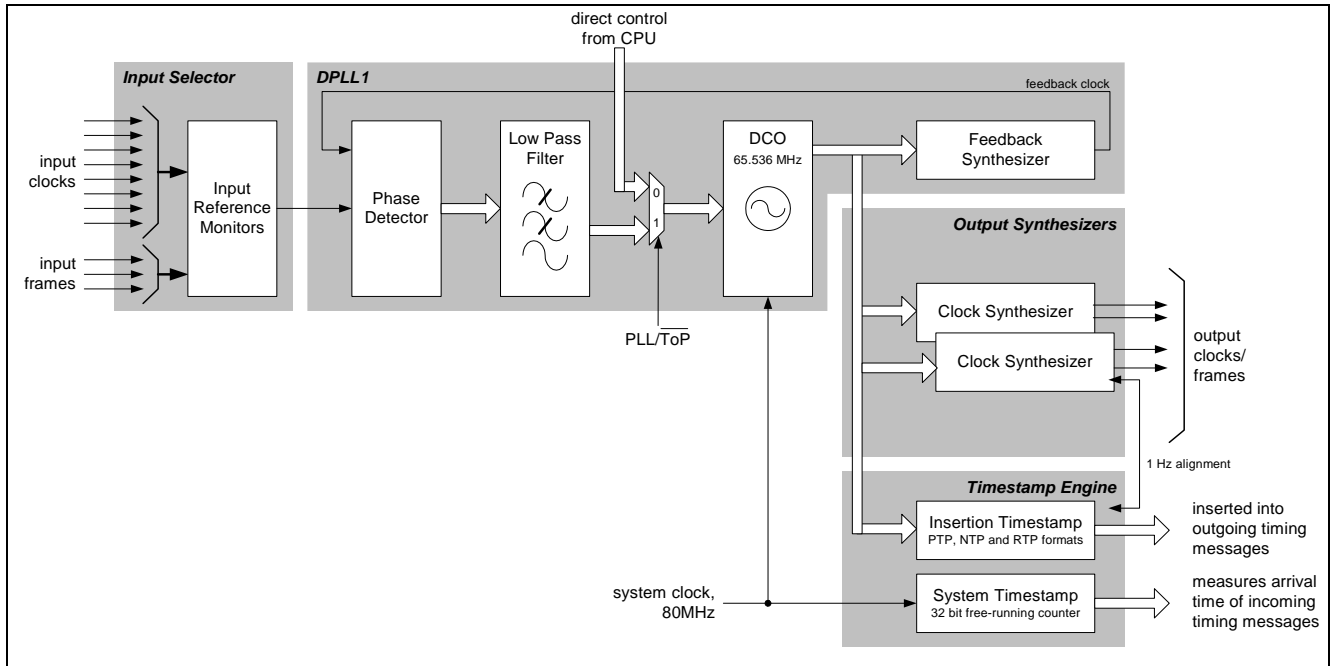 direct control
from CPU
Input Selector
DPLL1
feedback clock
input
clocks
input
frames
Input
Reference
Monitors
Phase
Detector
Low Pass
Filter
0
1
PLL/ToP
DCO
65.536 MHz
Feedback
Synthesizer
Output Synthesizers
Clock Synthesizer
Clock Synthesizer
output
clocks/
frames
1 Hz alignment
Timestamp Engine
Insertion Timestamp
PTP, NTP and RTP formats
inserted into
outgoing timing
messages
system clock,
80MHz
System Timestamp
32 bit free-running counter
measures arrival
time of incoming
timing messages